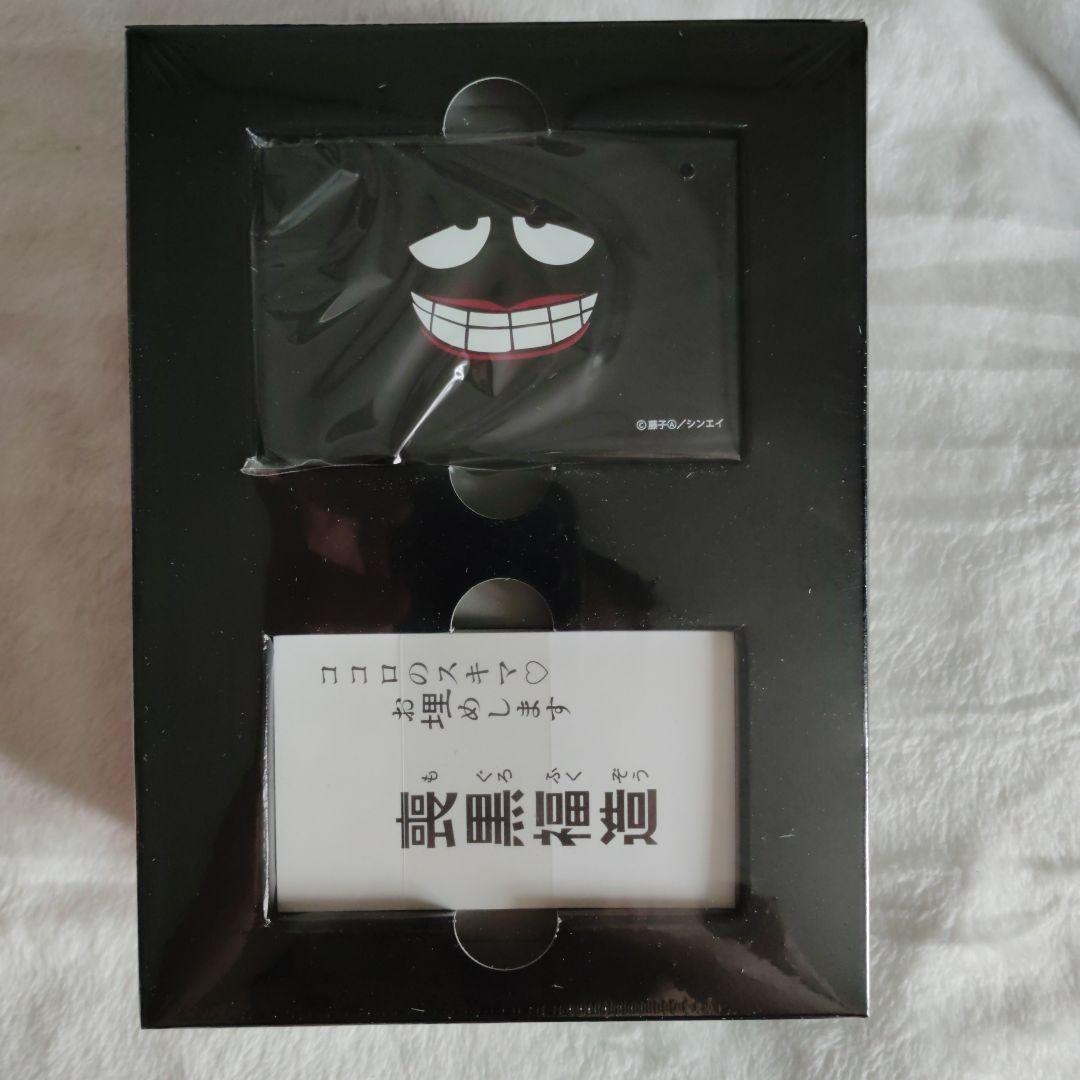 ©藤子Ⓐ／シンエイ
ココロのスキマ♡
お埋めします
もぐろふくぞう
喪黒福造